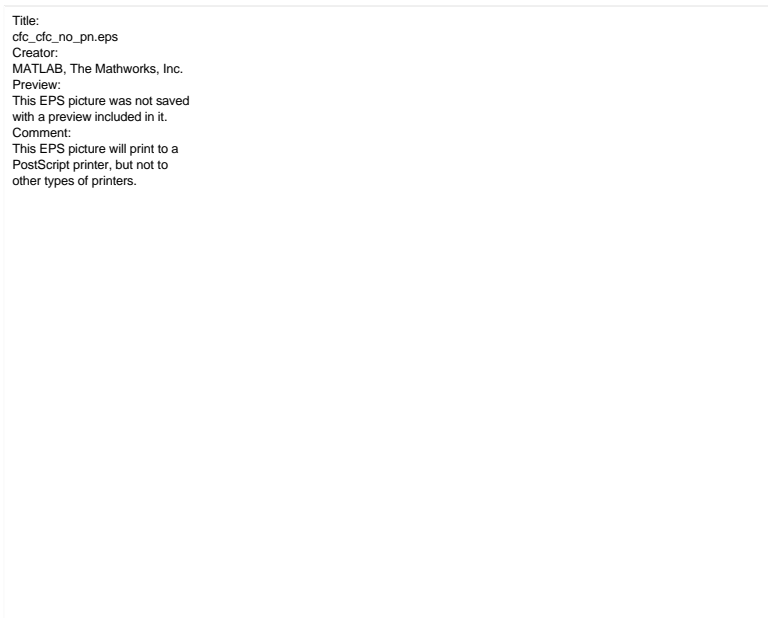 Title:
cfc_cfc_no_pn.eps
Creator:
MATLAB, The Mathworks, Inc.
Preview:
This EPS picture was not saved
with a preview included in it.
Comment:
This EPS picture will print to a
PostScript printer, but not to
other types of printers.